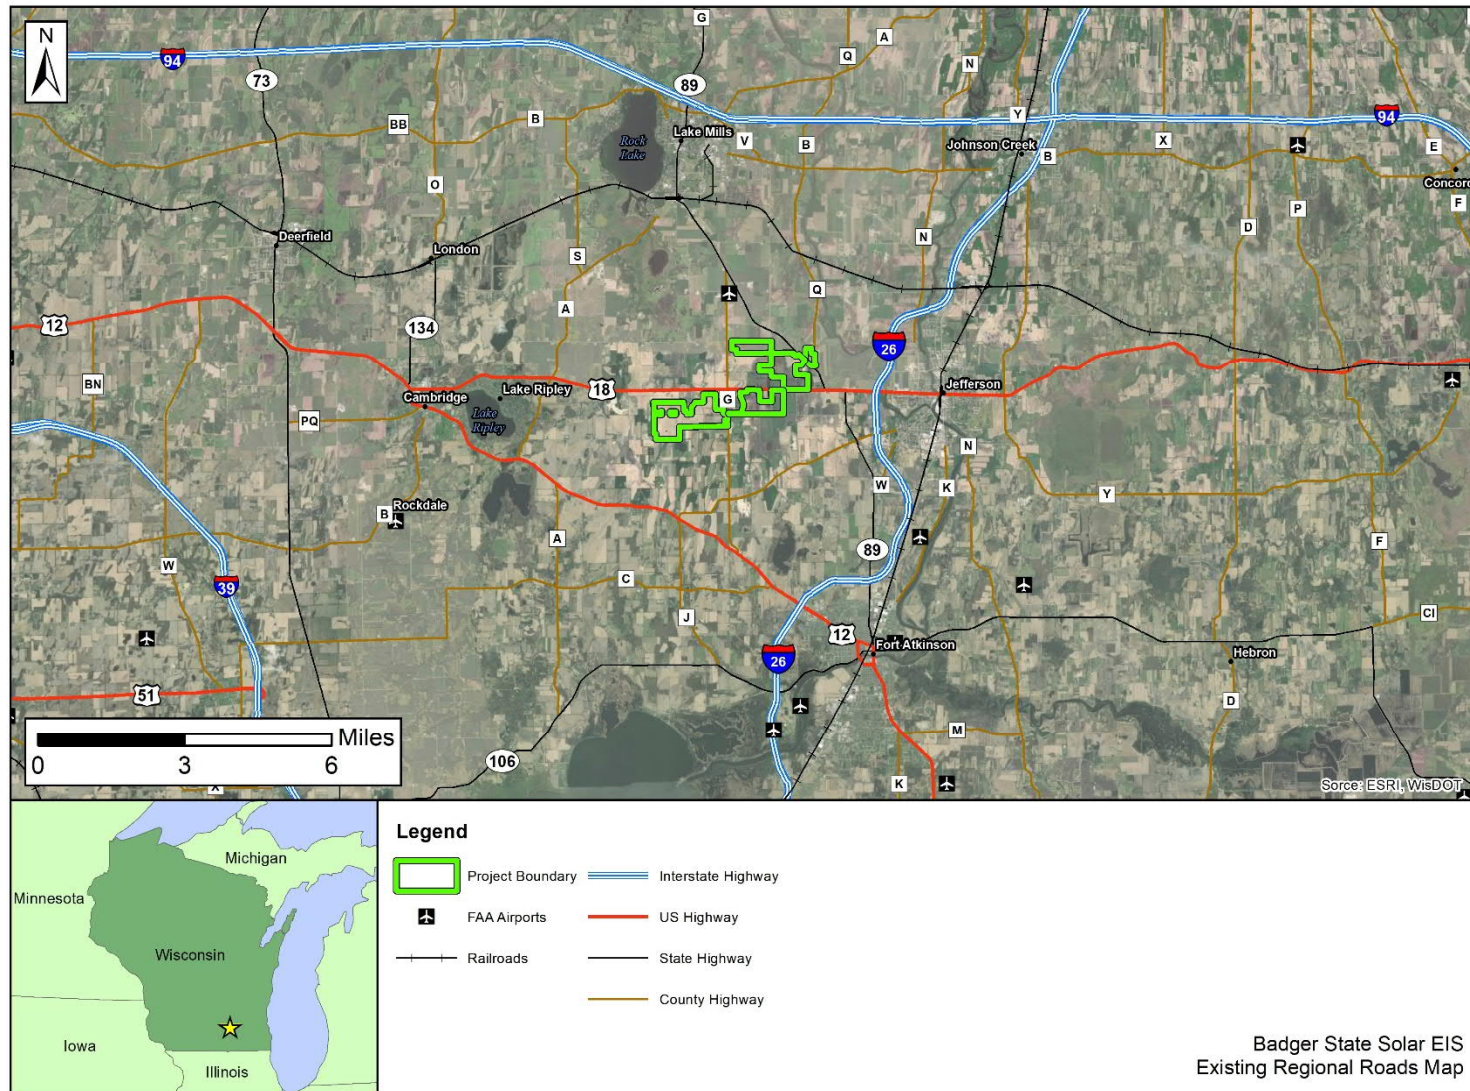 N
G
A
Q
N
94
73
89
Y
94
BB
B
Lake Mills
Rock
Lake
V
B
Johnson Creek
B
X
E
Concord
O
F
P
D
Deerfield
London
N
S
Q
A
12
134
26
BN
18
Lake Ripley
Jefferson
Cambridge
G
Lake
Ripley
PQ
N
W
K
Y
Rockdale
B
A
89
F
W
39
C
J
CI
12
Fort Atkinson
26
Hebron
51
D
M
Miles
0 3 6
106
K
X
Sorce: ESRI, WisDOT
Michigan
Minnesota
Wisconsin
Iowa
Illinois
Legend
Project Boundary
Interstate Highway
FAA Airports
US Highway
Railroads
State Highway
County Highway
Badger State Solar EIS
Existing Regional Roads Map